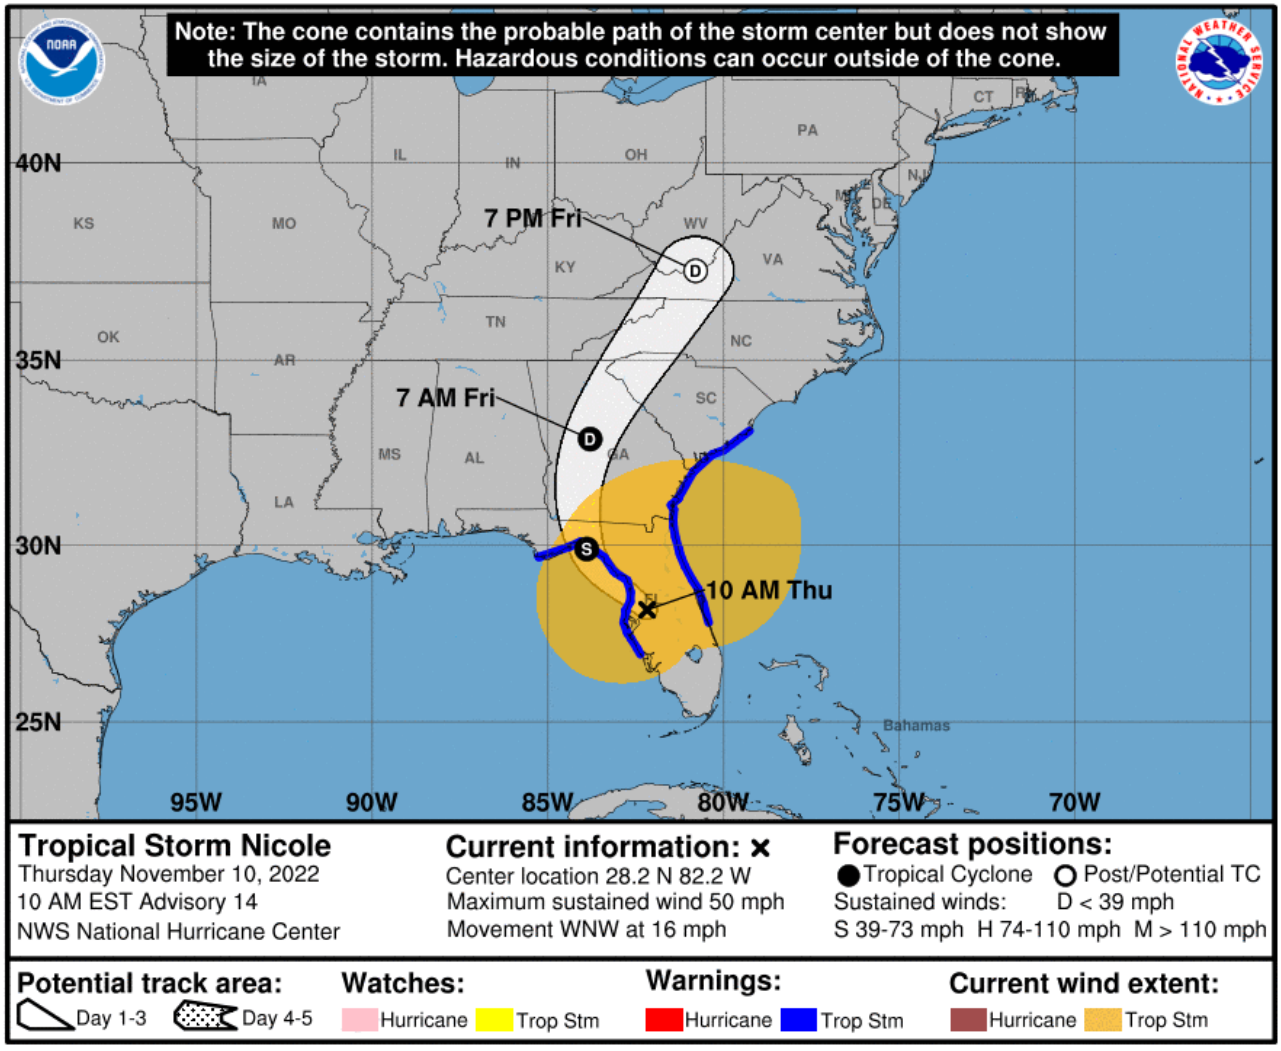 Note: The cone contains the probable path of the storm center but does not show
the size of the storm. Hazardous conditions can occur outside of the cone.
NOAA
NATIONAL WEATHER SERVICE
IA
CT
RI
PA
40N
IL
IN
OH
NJ
DE
KS
MO
7 PM Fri
WV
D
KY
VA
TN
OK
NC
AR
35N
7 AM Fri
SC
D
MS
AL
GA
LA
30N
S
10 AM Thu
FL
25N
Bahamas
95W
90W
85W
80W
75W
70W
Tropical Storm Nicole
Thursday November 10, 2022
10 AM EST Advisory 14
NWS National Hurricane Center
Current information: ×
Center location 28.2 N 82.2 W
Maximum sustained wind 50 mph
Movement WNW at 16 mph
Forecast positions:
Tropical Cyclone Post/Potential TC
Sustained winds: D < 39 mph
S 39-73 mph H 74-110 mph M > 110 mph
Potential track area:
Day 1-3 Day 4-5
Watches:
Hurricane Trop Stm
Warnings:
Hurricane Trop Stm
Current wind extent:
Hurricane Trop Stm